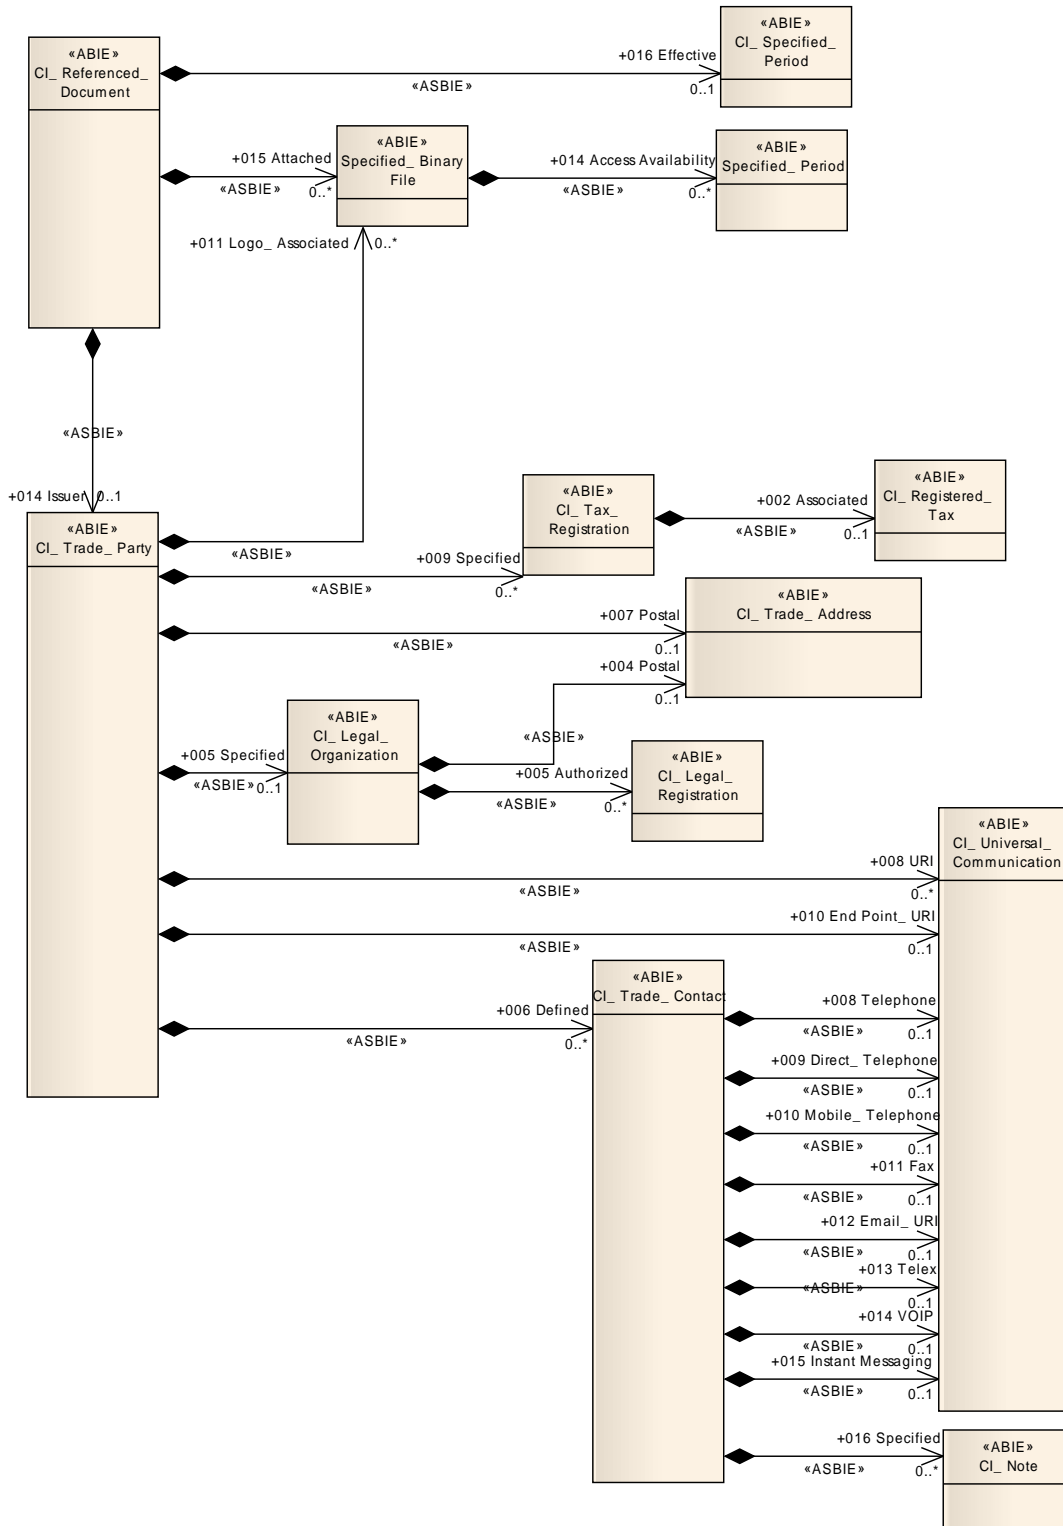 «ABIE»
CI_ Referenced_
Document
«ABIE»
CI_ Specified_
Period
+016 Effective
0..1
«ASBIE»
«ABIE»
Specified_ Binary
File
+015 Attached
0..*
«ASBIE»
«ABIE»
Specified_ Period
+014 Access Availability
0..*
«ASBIE»
+011 Logo_ Associated
0..*
«ASBIE»
+014 Issuer
0..1
«ABIE»
CI_ Trade_ Party
«ASBIE»
«ABIE»
CI_ Tax_
Registration
+009 Specified
0..*
«ASBIE»
«ABIE»
CI_ Registered_
Tax
+002 Associated
0..1
«ASBIE»
«ABIE»
CI_ Trade_ Address
+007 Postal
0..1
«ASBIE»
+004 Postal
0..1
«ASBIE»
«ABIE»
CI_ Legal_
Organization
+005 Specified
0..1
«ASBIE»
«ABIE»
CI_ Legal_
Registration
+005 Authorized
0..*
«ASBIE»
«ABIE»
CI_ Universal_
Communication
+008 URI
0..*
«ASBIE»
+010 End Point_ URI
0..1
«ASBIE»
«ABIE»
CI_ Trade_ Contact
+006 Defined
0..*
«ASBIE»
+008 Telephone
0..1
«ASBIE»
+009 Direct_ Telephone
0..1
«ASBIE»
+010 Mobile_ Telephone
0..1
«ASBIE»
+011 Fax
0..1
«ASBIE»
+012 Email_ URI
0..1
«ASBIE»
+013 Telex
0..1
«ASBIE»
+014 VOIP
0..1
«ASBIE»
+015 Instant Messaging
0..1
«ASBIE»
+016 Specified
0..*
«ASBIE»
«ABIE»
CI_ Note